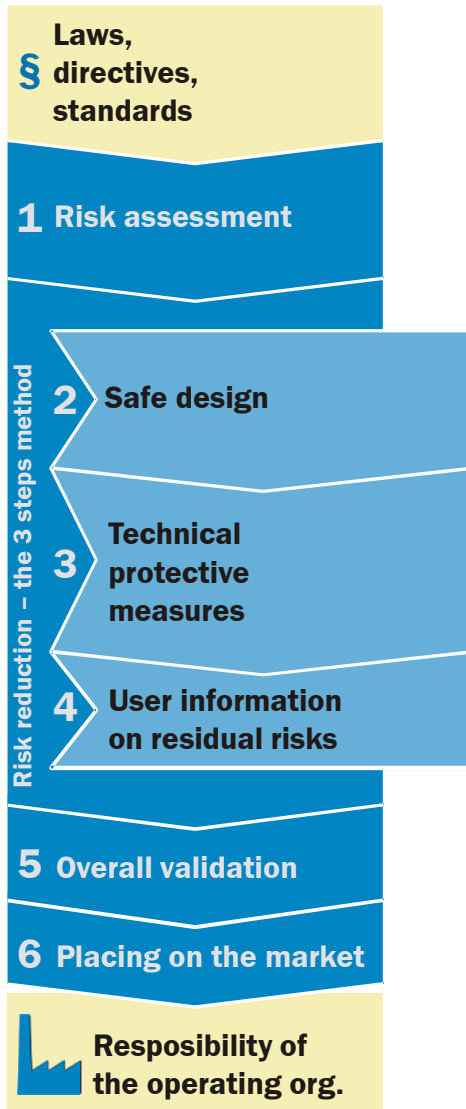 § Laws,
directives,
standards
1 Risk assessment
Risk reduction – the 3 steps method
2 Safe design
3 Technical
protective
measures
4 User information
on residual risks
5 Overall validation
6 Placing on the market
Resposibility of
the operating org.